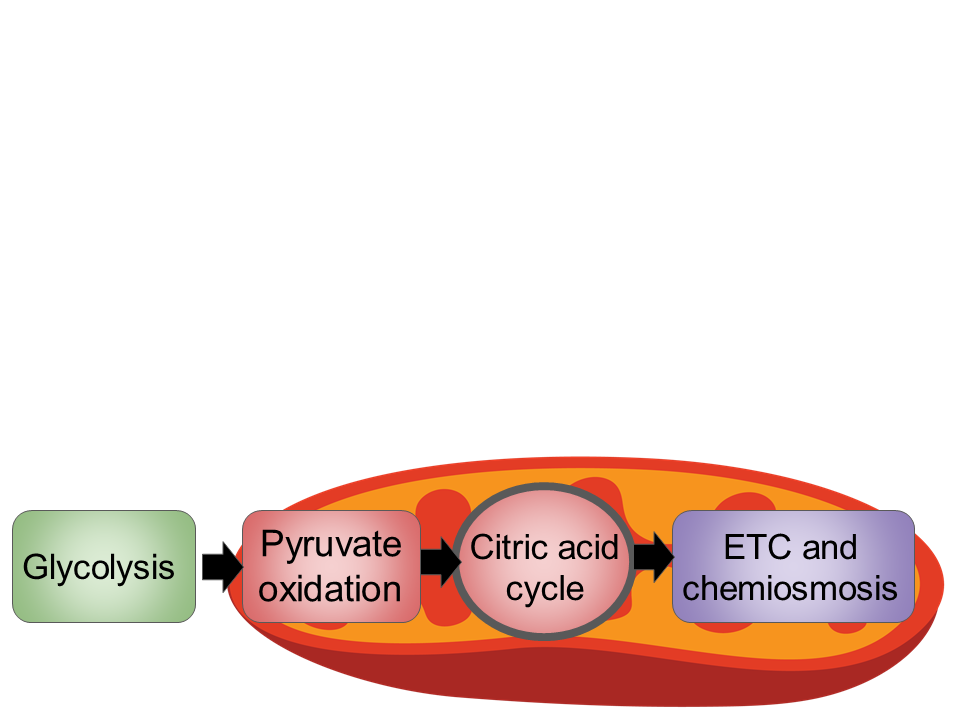 Glycolysis
Pyruvate
oxidation
Citric acid
cycle
ETC and
chemiosmosis